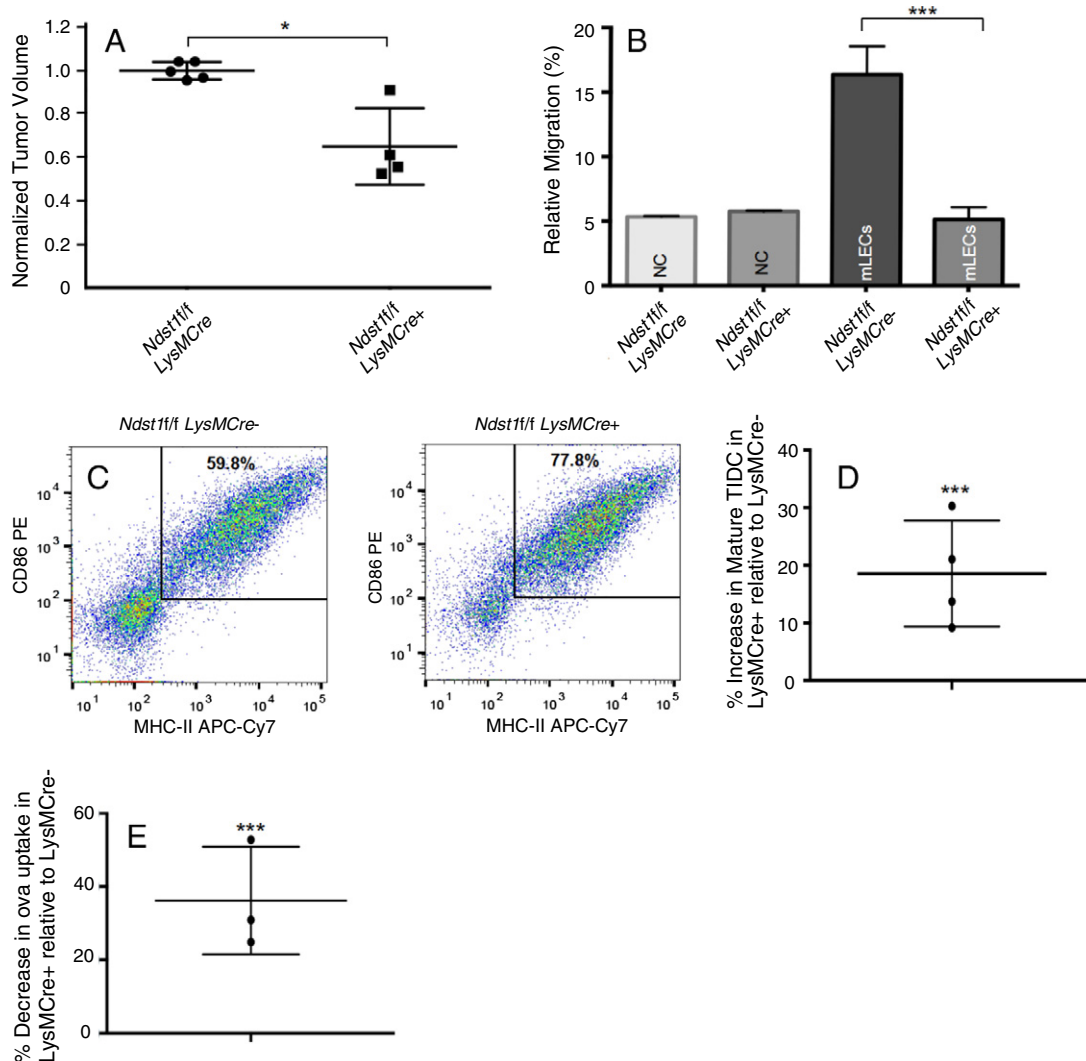 A
*
Normalized Tumor Volume
1.2
1.0
0.8
0.6
0.4
0.2
0
Ndst1f/f
LysMCre
Ndst1f/f
LysMCre+
B
***
Relative Migration (%)
20
15
10
5
0
NC
NC
mLECs
mLECs
Ndst1f/f
LysMCre
Ndst1f/f
LysMCre+
Ndst1f/f
LysMCre-
Ndst1f/f
LysMCre+
Ndst1f/f LysMCre-
C
59.8%
CD86 PE
10^4
10^3
10^2
10^1
10^1 10^2 10^3 10^4 10^5
MHC-II APC-Cy7
Ndst1f/f LysMCre+
77.8%
CD86 PE
10^4
10^3
10^2
10^1
10^1 10^2 10^3 10^4 10^5
MHC-II APC-Cy7
D
***
% Increase in Mature TIDC in
LysMCre+ relative to LysMCre-
40
30
20
10
0
E
***
% Decrease in ova uptake in
LysMCre+ relative to LysMCre-
60
40
20
0